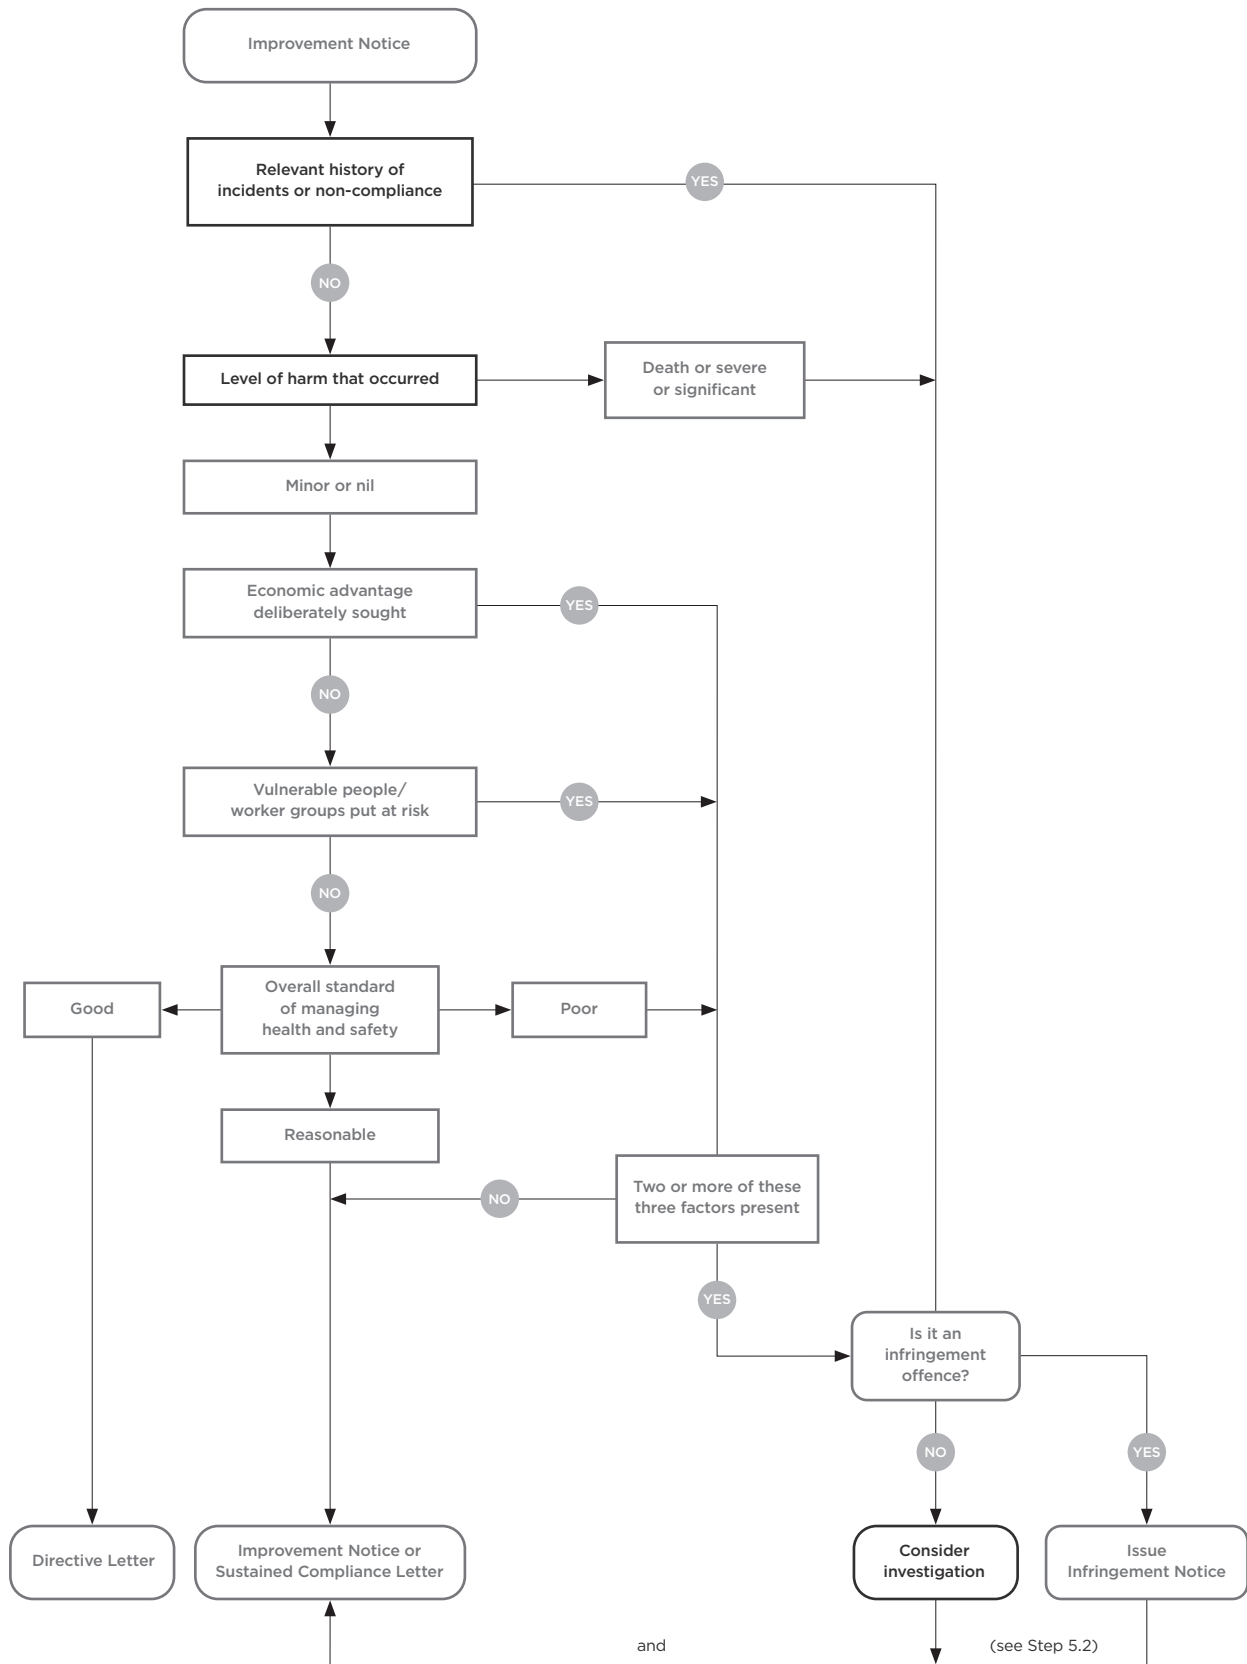 Improvement Notice
Relevant history of
incidents or non-compliance
YES
NO
Level of harm that occurred
Death or severe
or significant
Minor or nil
Economic advantage
deliberately sought
YES
NO
Vulnerable people/
worker groups put at risk
YES
NO
Good
Overall standard
of managing
health and safety
Poor
Reasonable
Two or more of these
three factors present
NO
YES
Is it an
infringement
offence?
NO
YES
Directive Letter
Improvement Notice or
Sustained Compliance Letter
Consider
investigation
Issue
Infringement Notice
and
(see Step 5.2)